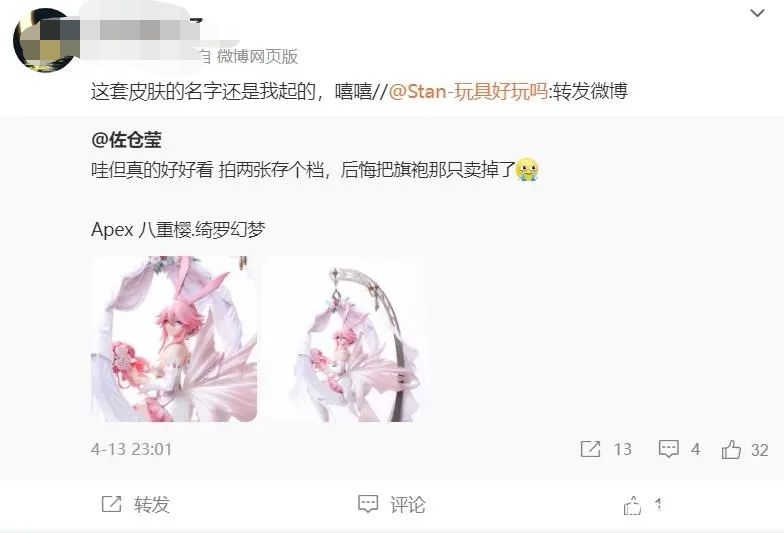 自 微博网页版
这套皮肤的名字还是我起的，嘻嘻//@Stan-玩具好玩吗:转发微博
@佐仓莹
哇但真的好好看 拍两张存个档，后悔把旗袍那只卖掉了
Apex 八重樱.绮罗幻梦
4-13 23:01
13
4
32
转发
评论